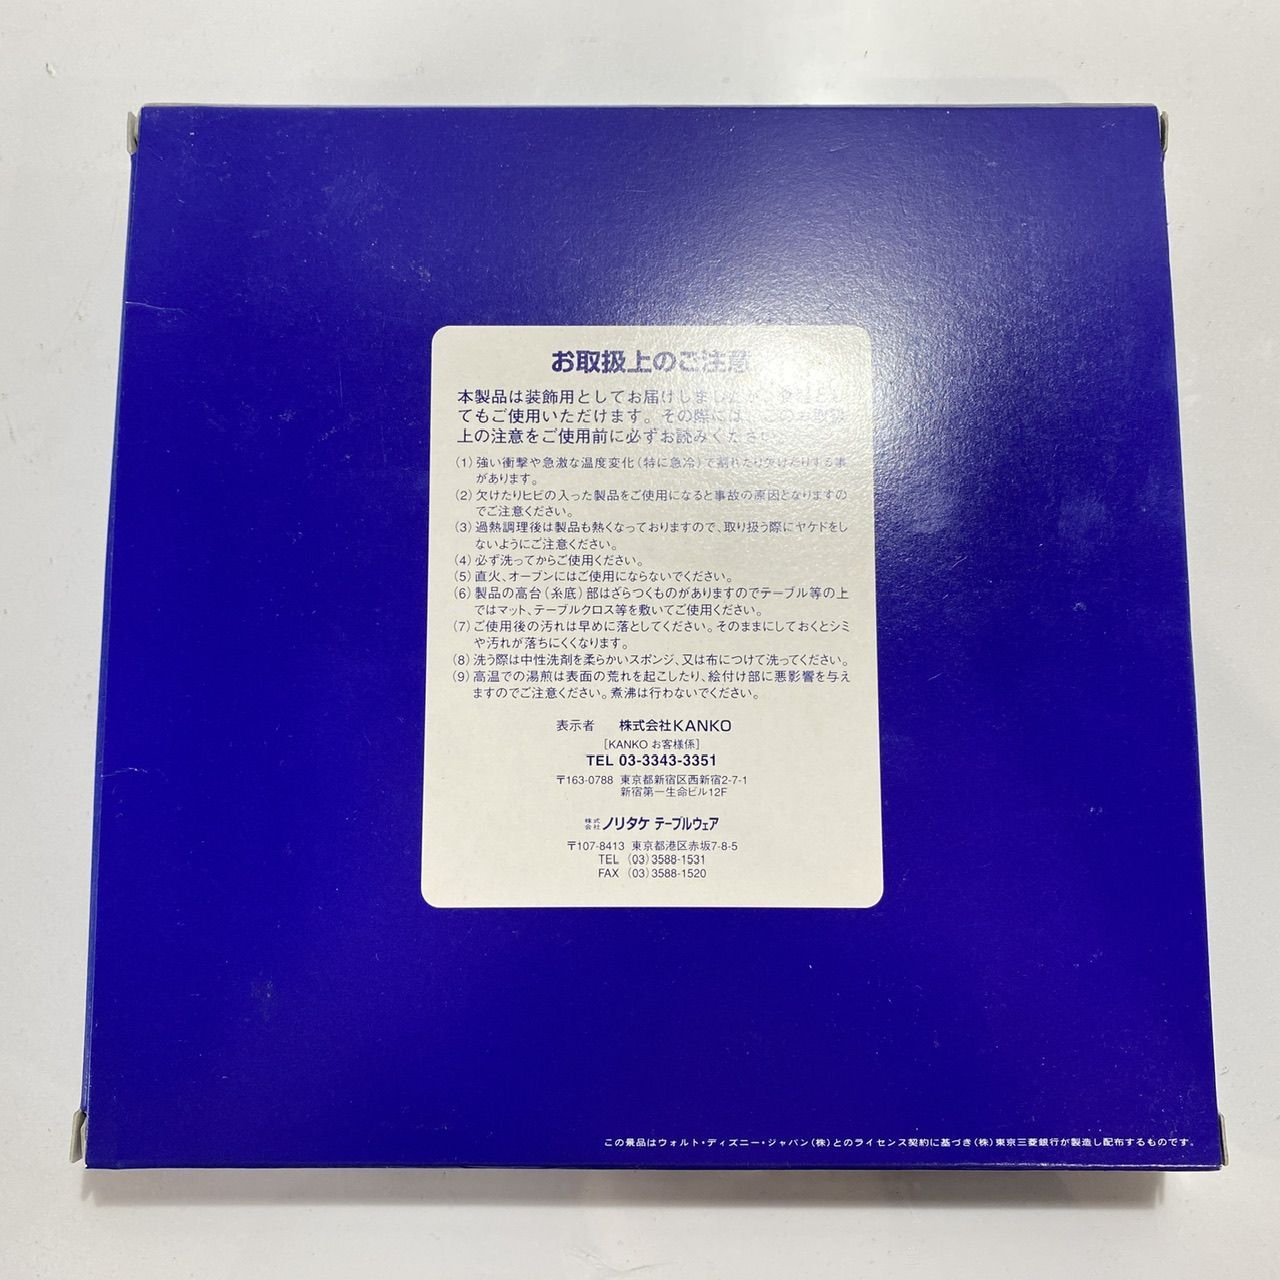 お取扱上のご注意
本製品は装飾用としてお届けしましたが、食器とし
てもご使用いただけます。その際には、このお取扱
上の注意をご使用前に必ずお読みください。
(1)強い衝撃や急激な温度変化(特に急冷)で割れたり欠けたりする事
があります。
(2)欠けたりヒビの入った製品をご使用になると事故の原因となりますの
でご注意ください。
(3)過熱調理後は製品も熱くなっておりますので、取り扱う際にヤケドをし
ないようにご注意ください。
(4)必ず洗ってからご使用ください。
(5)直火、オーブンにはご使用にならないでください。
(6)製品の高台(糸底)部はざらつくものがありますのでテーブル等の上
ではマット、テーブルクロス等を敷いてご使用ください。
(7)ご使用後の汚れは早めに落としてください。そのままにしておくとシミ
や汚れが落ちにくくなります。
(8)洗う際は中性洗剤を柔らかいスポンジ、又は布につけて洗ってください。
(9)高温での湯煎は表面の荒れを起こしたり、絵付け部に悪影響を与え
ますのでご注意ください。煮沸は行わないでください。
表示者 株式会社KANKO
[KANKO お客様係]
TEL 03-3343-3351
〒163-0788 東京都新宿区西新宿2-7-1
新宿第一生命ビル12F
株式会社 ノリタケ テーブルウェア
〒107-8413 東京都港区赤坂7-8-5
TEL (03)3588-1531
FAX (03)3588-1520
この景品はウォルト・ディズニー・ジャパン(株)とのライセンス契約に基づき(株)東京三菱銀行が製造し配布するものです。